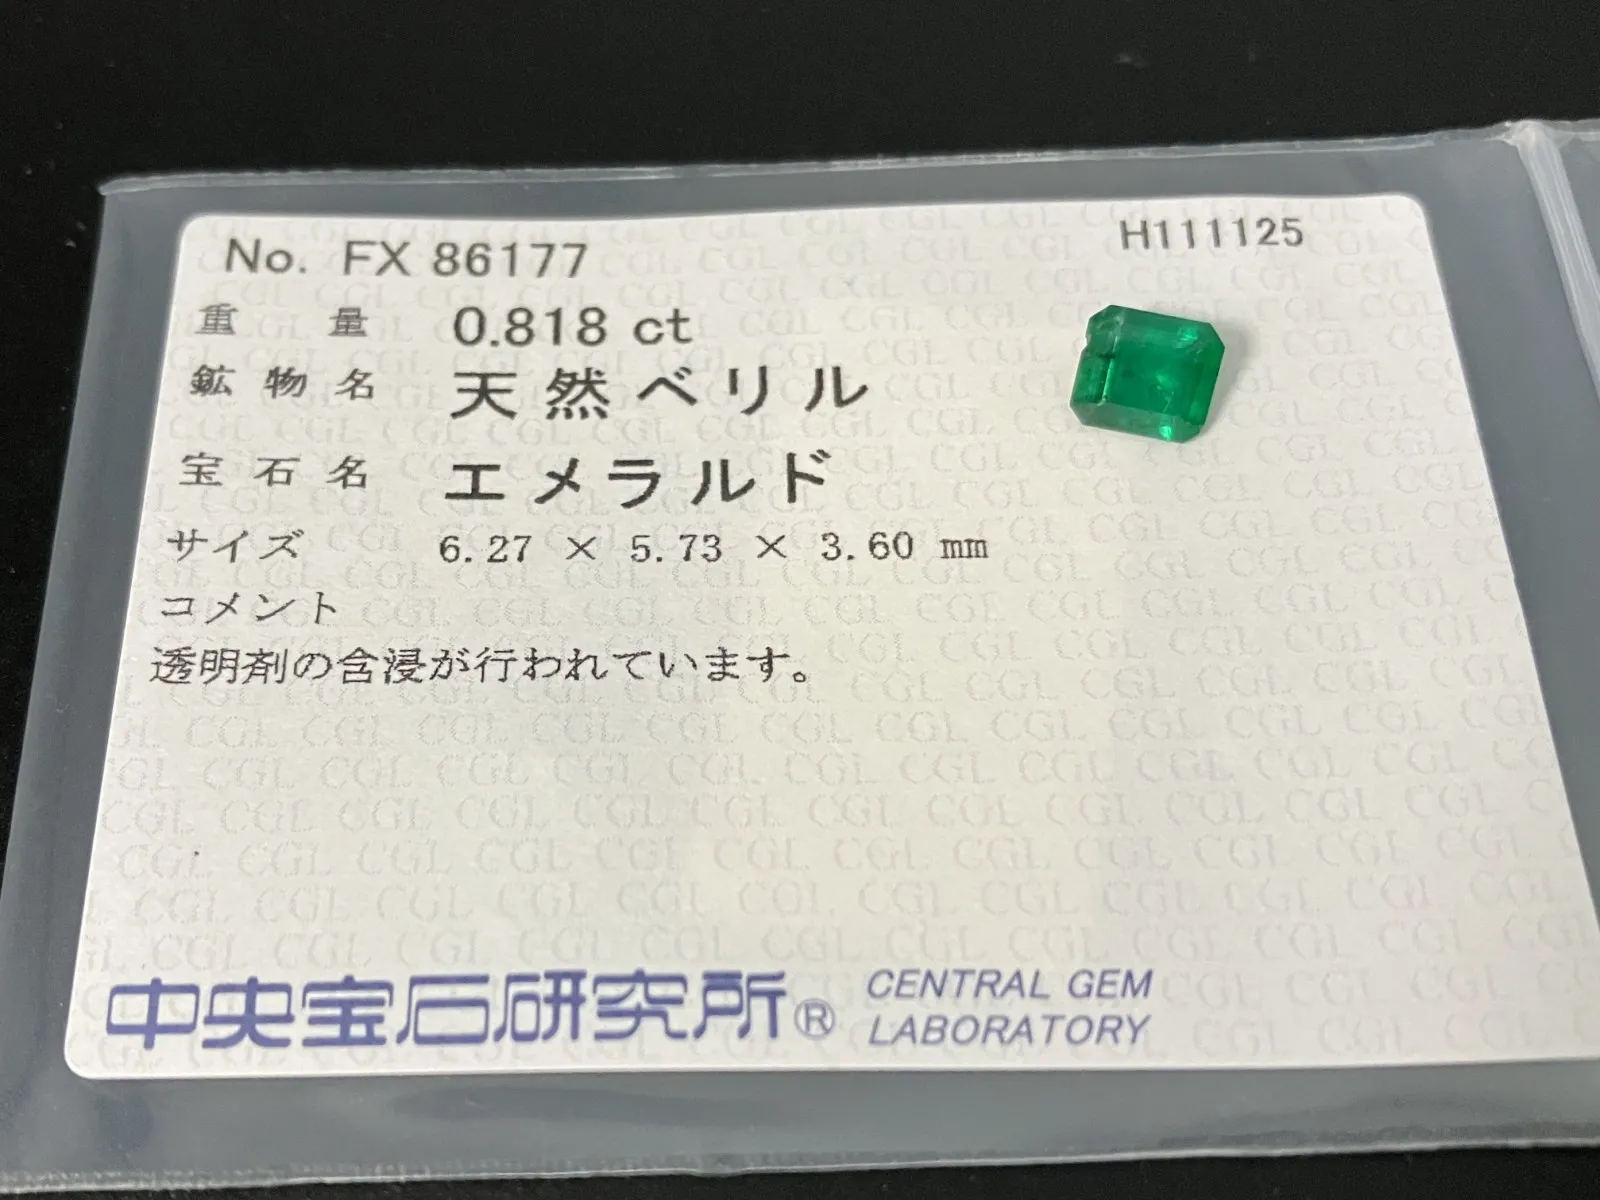 No. FX 86177
H111125
重量 0.818 ct
鉱物名 天然ベリル
宝石名 エメラルド
サイズ 6.27 × 5.73 × 3.60 mm
コメント
透明剤の含浸が行われています。
中央宝石研究所® CENTRAL GEM
LABORATORY